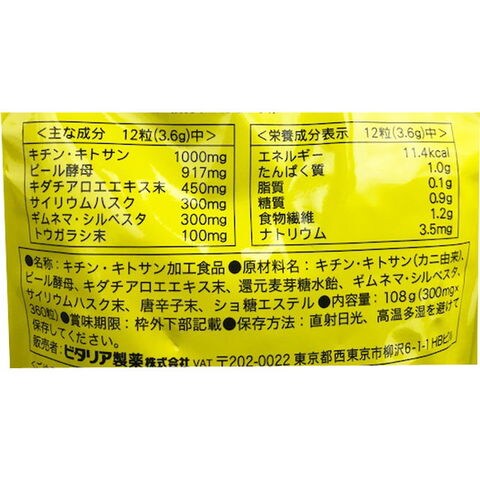 <主な成分 12粒(3.6g)中>
キチン・キトサン 1000mg
ビール酵母 917mg
キダチアロエエキス末 450mg
サイリウムハスク 300mg
ギムネマ・シルベスタ 300mg
トウガラシ末 100mg
<栄養成分表示 12粒(3.6g)中>
エネルギー 11.4kcal
たんぱく質 1.0g
脂質 0.1g
糖質 0.9g
食物繊維 1.2g
ナトリウム 3.5mg
●名称：キチン・キトサン加工食品●原材料名：キチン・キトサン(カニ由来)、
ビール酵母、キダチアロエエキス末、還元麦芽糖水飴、ギムネマ・シルベスタ、
サイリウムハスク末、唐辛子末、ショ糖エステル●内容量：108g(300mg×
360粒)●賞味期限：枠外下部記載●保存方法：直射日光、高温多湿を避けて
保存してください。
販売者：ビタリア製薬株式会社 VAT 〒202-0022 東京都西東京市柳沢6-1-1 HBビル